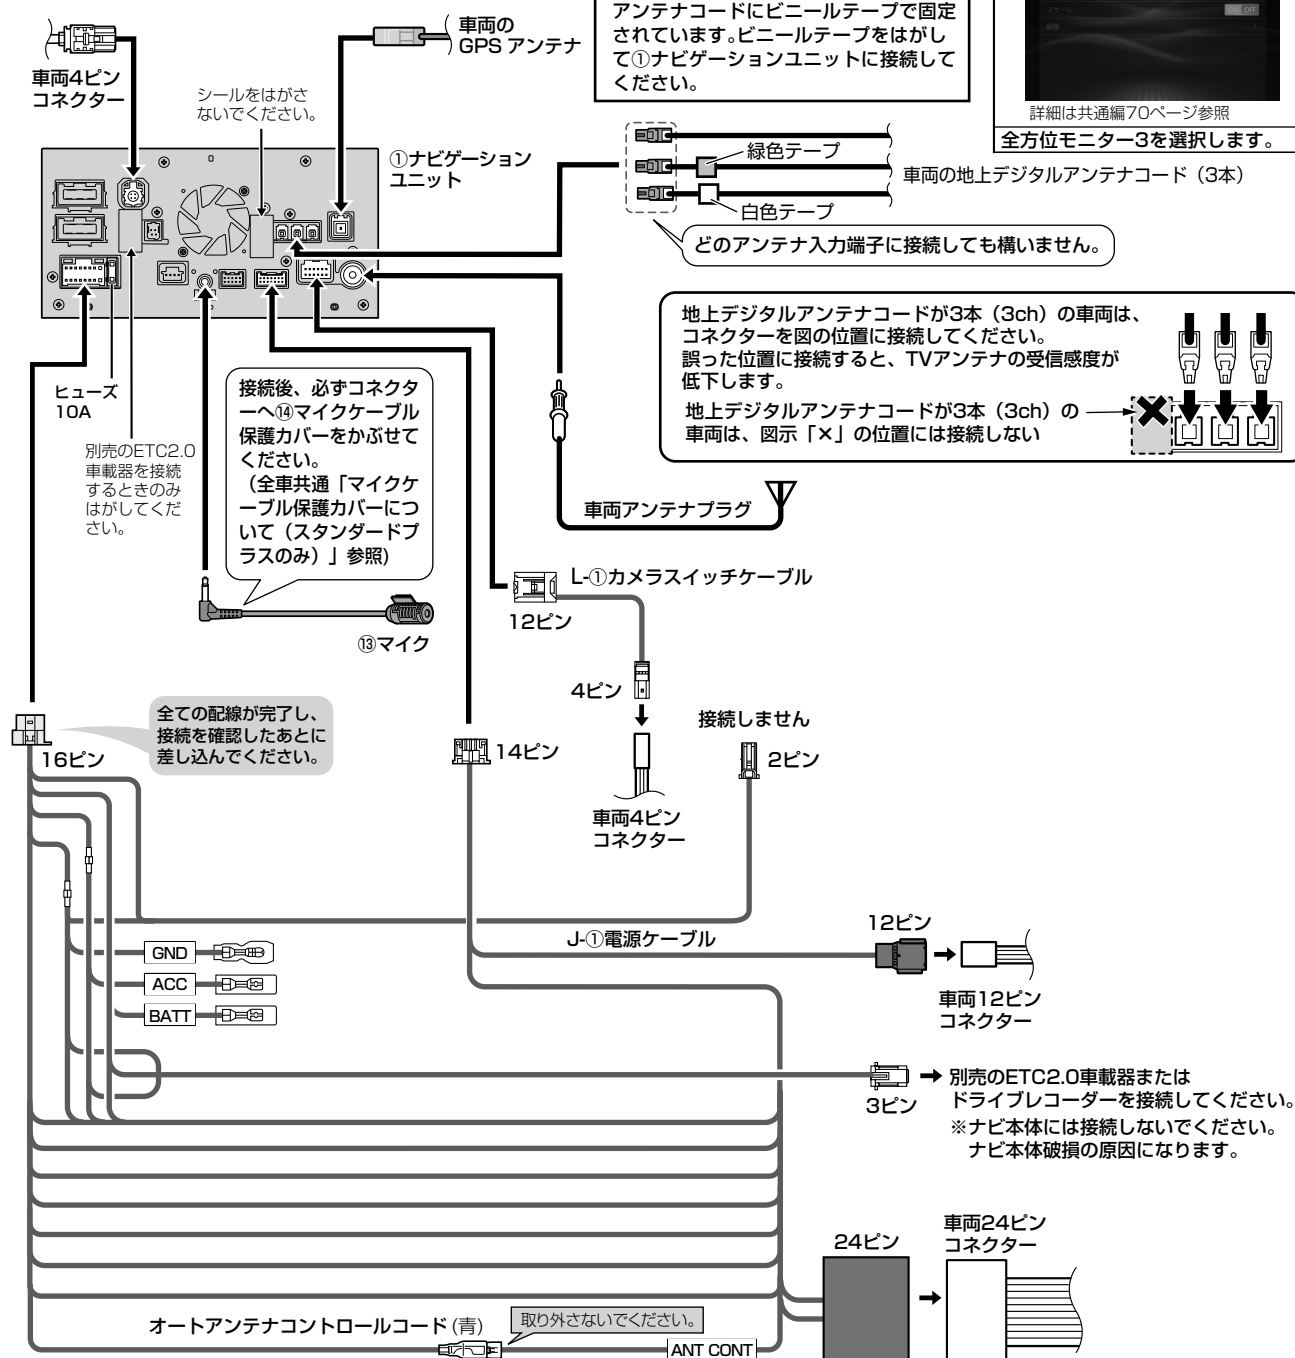 車両の
GPS アンテナ
車両4ピン
コネクター
シールをはがさ
ないでください。
アンテナコードにビニールテープで固定
されています。ビニールテープをはがし
て①ナビゲーションユニットに接続して
ください。
スケール
ON OFF
調整
詳細は共通編70ページ参照
全方位モニター3を選択します。
①ナビゲーション
ユニット
緑色テープ
白色テープ
車両の地上デジタルアンテナコード（3本）
どのアンテナ入力端子に接続しても構いません。
地上デジタルアンテナコードが3本（3ch）の車両は、
コネクターを図の位置に接続してください。
誤った位置に接続すると、TVアンテナの受信感度が
低下します。
地上デジタルアンテナコードが3本（3ch）の
車両は、図示「×」の位置には接続しない
ヒューズ
10A
別売のETC2.0
車載器を接続
するときのみ
はがしてくだ
さい。
接続後、必ずコネクタ
ーへ⑭マイクケーブル
保護カバーをかぶせて
ください。
（全車共通「マイクケ
ーブル保護カバーにつ
いて（スタンダードプ
ラスのみ）」参照)
⑬マイク
車両アンテナプラグ
L-①カメラスイッチケーブル
12ピン
4ピン
車両4ピン
コネクター
接続しません
2ピン
16ピン
全ての配線が完了し、
接続を確認したあとに
差し込んでください。
14ピン
GND
ACC
BATT
J-①電源ケーブル
12ピン
車両12ピン
コネクター
3ピン
別売のETC2.0車載器または
ドライブレコーダーを接続してください。
※ナビ本体には接続しないでください。
ナビ本体破損の原因になります。
24ピン
車両24ピン
コネクター
オートアンテナコントロールコード (青)
取り外さないでください。
ANT CONT